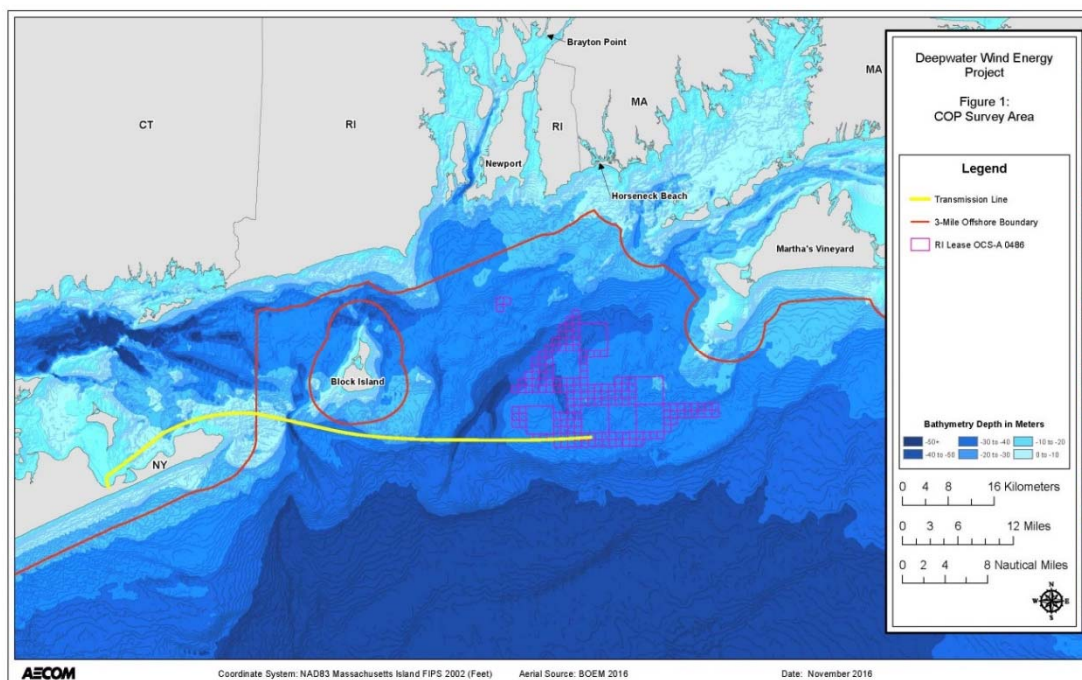 Brayton Point
CT
RI
RI
MA
MA
Newport
Horseneck Beach
Martha's Vineyard
Block Island
NY
Deepwater Wind Energy
Project
Figure 1:
COP Survey Area
Legend
Transmission Line
3-Mile Offshore Boundary
RI Lease OCS-A 0486
Bathymetry Depth in Meters
-50+ -30 to -40 -10 to -20
-40 to -50 -20 to -30 0 to -10
0 4 8 16 Kilometers
0 3 6 12 Miles
0 2 4 8 Nautical Miles
N
W E
S
AECOM Coordinate System: NAD83 Massachusetts Island FIPS 2002 (Feet) Aerial Source: BOEM 2016 Date: November 2016